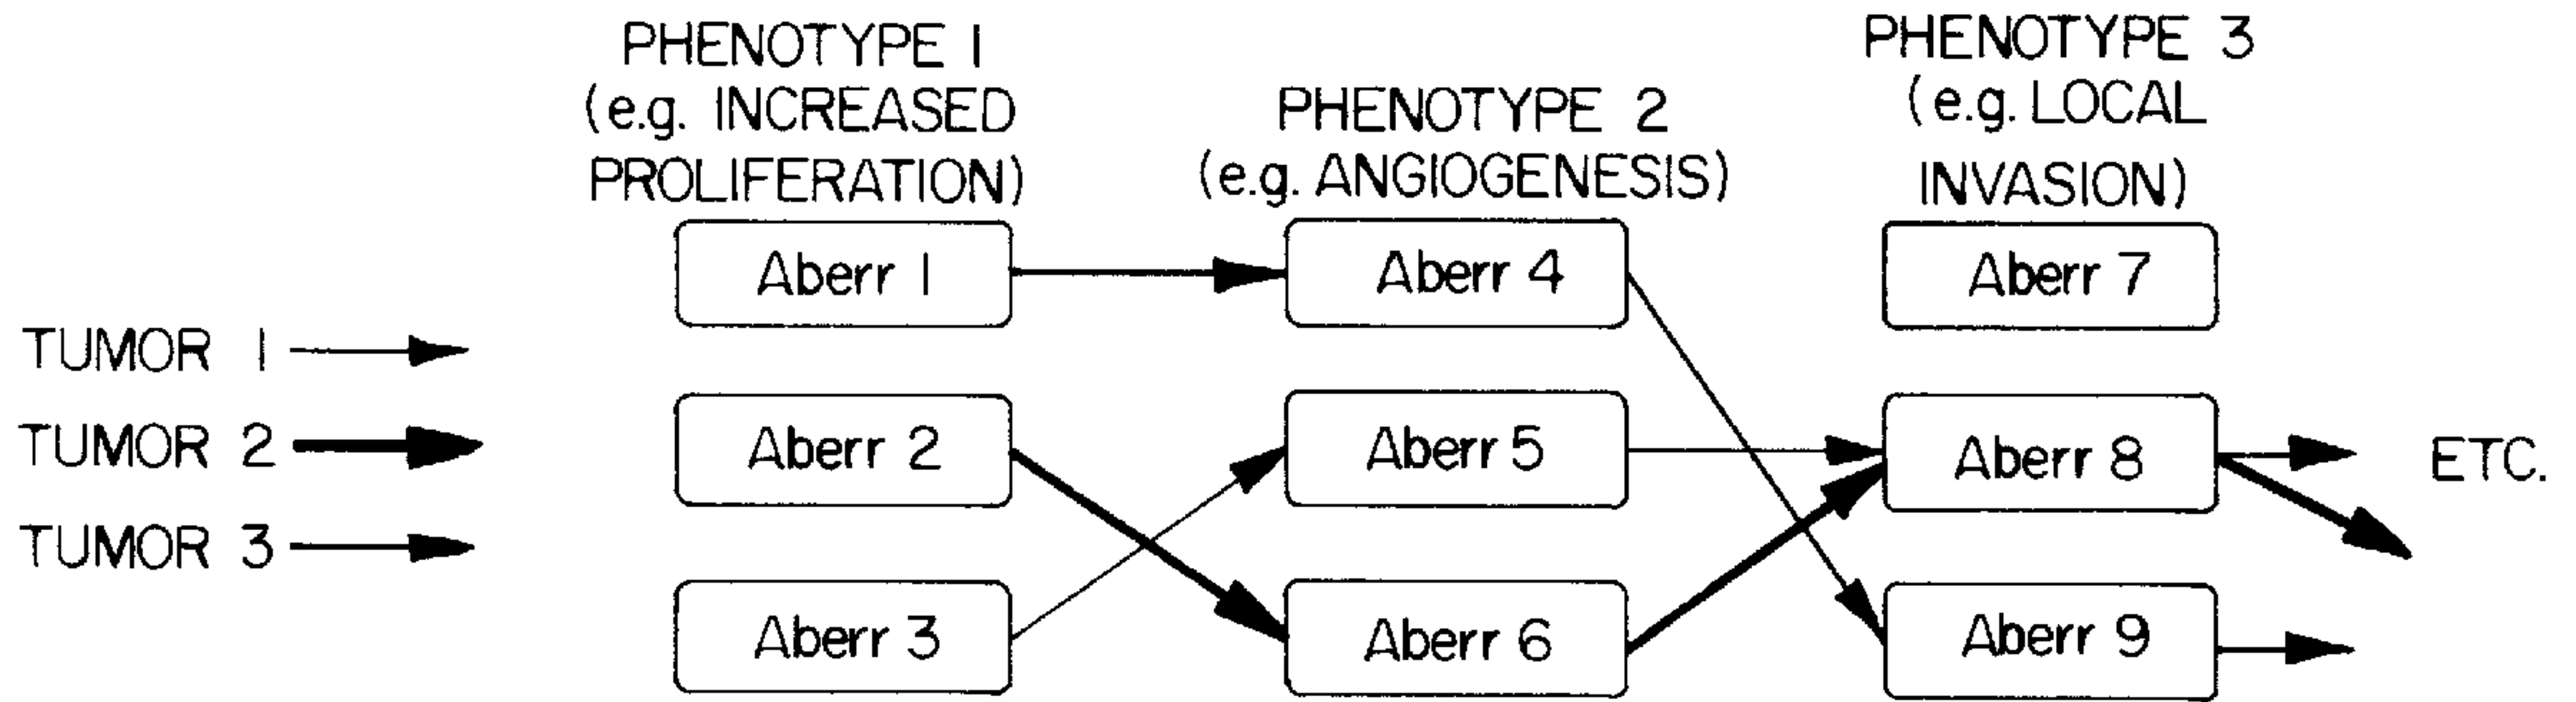 PHENOTYPE 1
(e.g. INCREASED
PROLIFERATION)
PHENOTYPE 2
(e.g. ANGIOGENESIS)
PHENOTYPE 3
(e.g. LOCAL
INVASION)
TUMOR 1
TUMOR 2
TUMOR 3
Aberr 1
Aberr 4
Aberr 7
Aberr 2
Aberr 5
Aberr 8
ETC.
Aberr 3
Aberr 6
Aberr 9